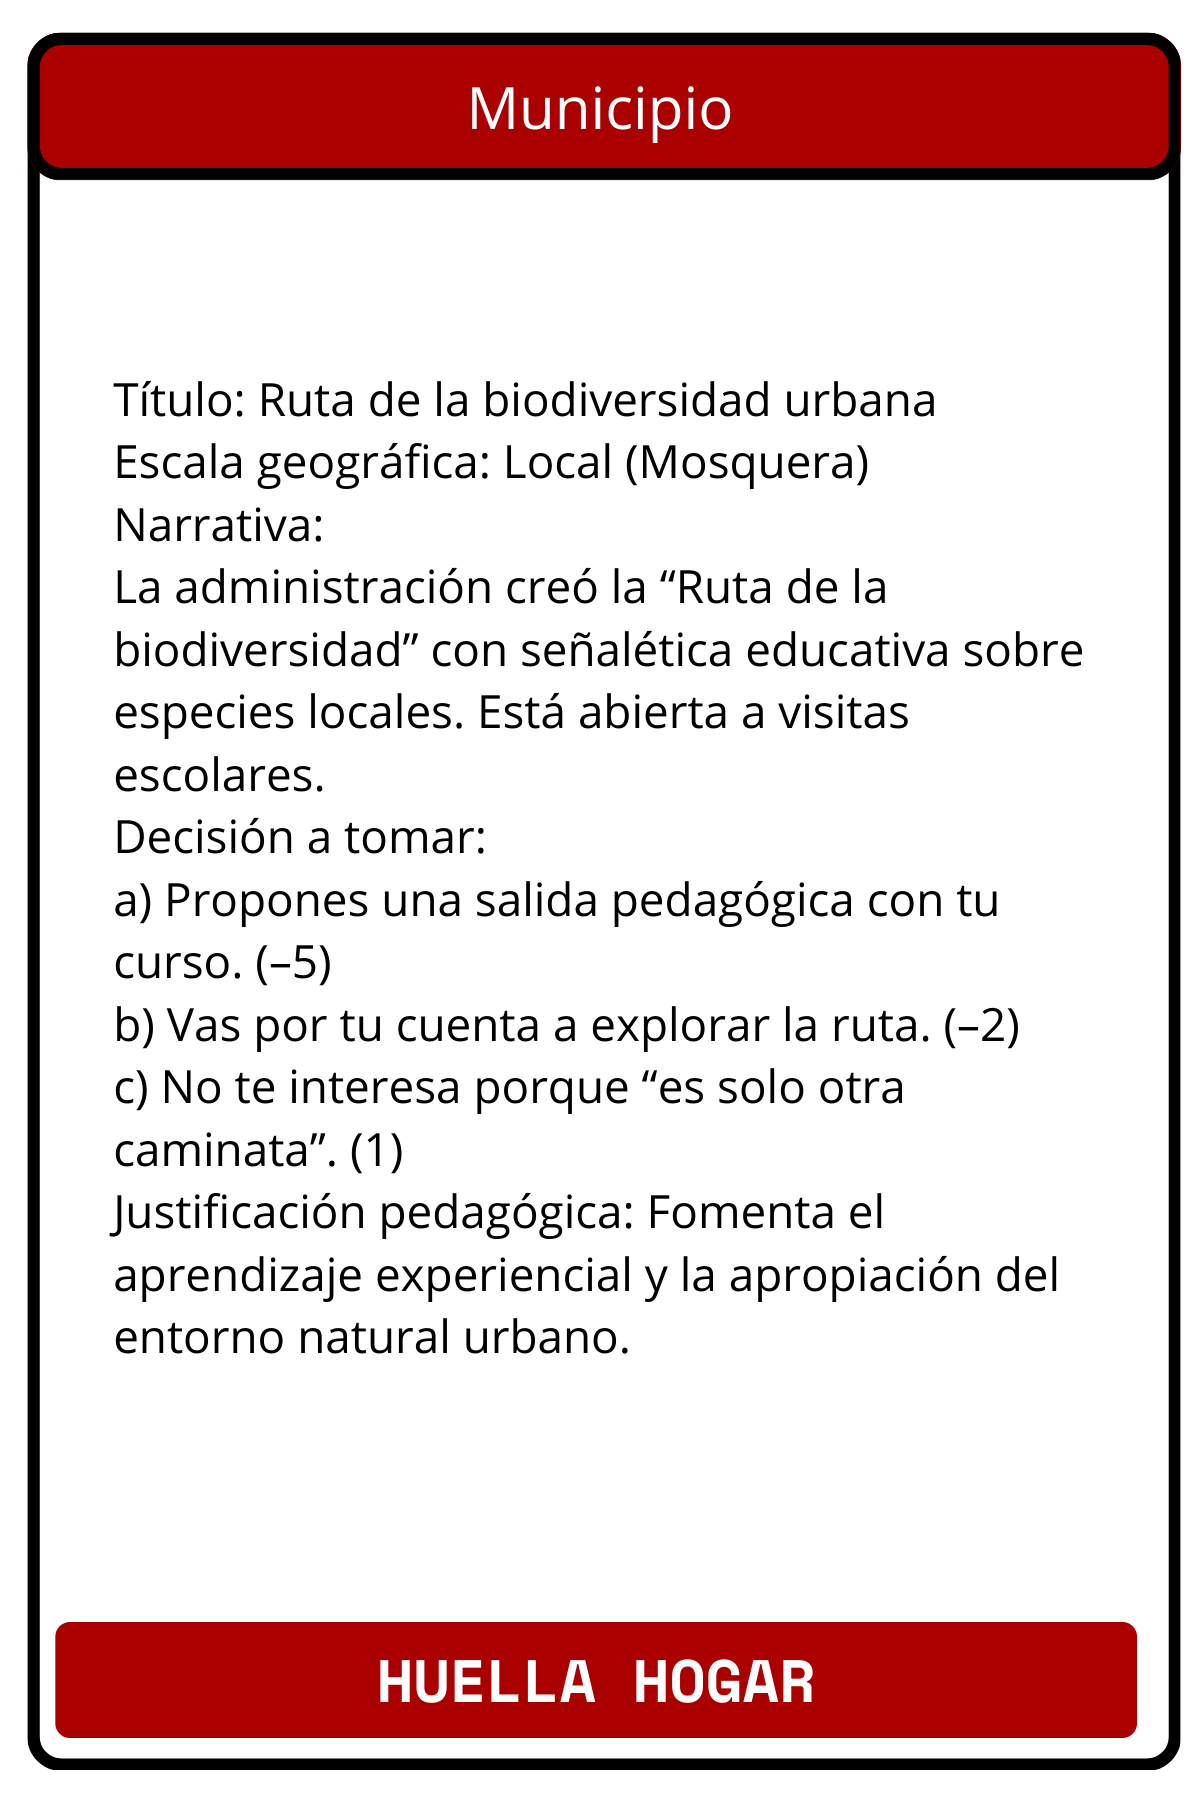 Municipio
Título: Ruta de la biodiversidad urbana
Escala geográfica: Local (Mosquera)
Narrativa:
La administración creó la “Ruta de la
biodiversidad” con señalética educativa sobre
especies locales. Está abierta a visitas
escolares.
Decisión a tomar:
a) Propones una salida pedagógica con tu
curso. (–5)
b) Vas por tu cuenta a explorar la ruta. (–2)
c) No te interesa porque “es solo otra
caminata”. (1)
Justificación pedagógica: Fomenta el
aprendizaje experiencial y la apropiación del
entorno natural urbano.
HUELLA HOGAR